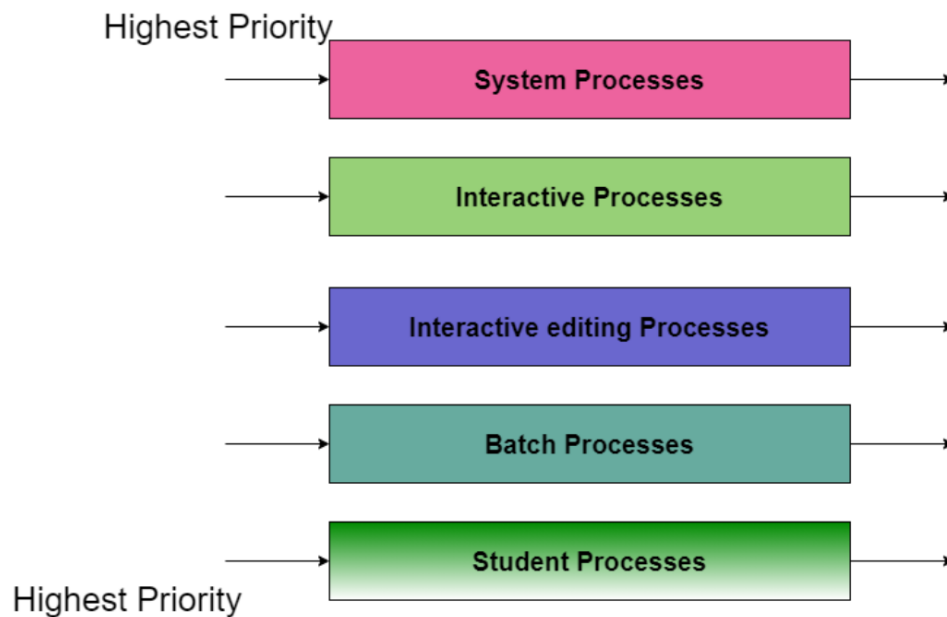 Highest Priority
System Processes
Interactive Processes
Interactive editing Processes
Batch Processes
Student Processes
Highest Priority